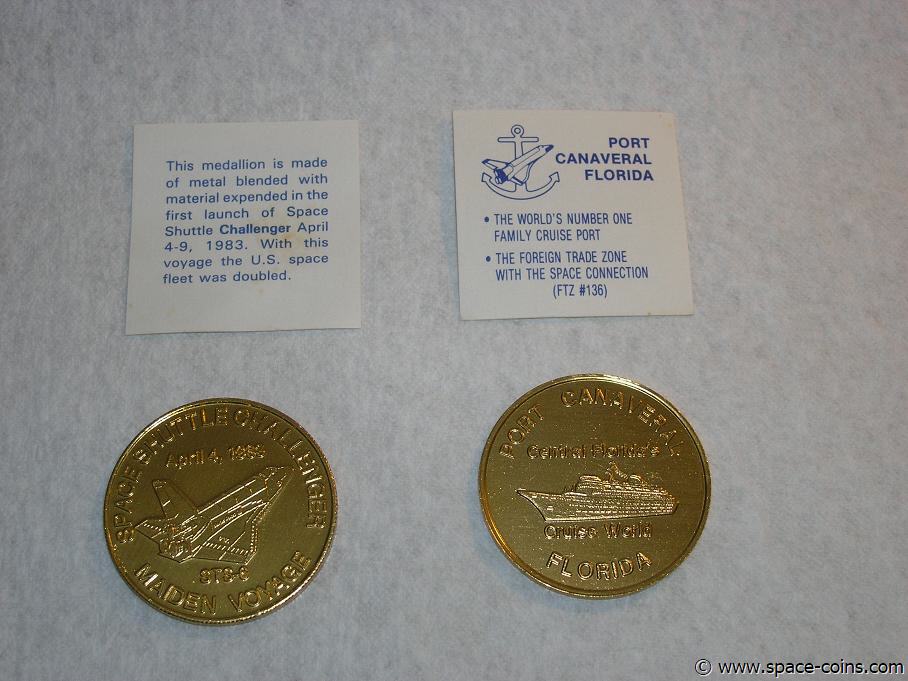 This medallion is made
of metal blended with
material expended in the
first launch of Space
Shuttle Challenger April
4-9, 1983. With this
voyage the U.S. space
fleet was doubled.
PORT
CANAVERAL
FLORIDA
• THE WORLD'S NUMBER ONE
FAMILY CRUISE PORT
• THE FOREIGN TRADE ZONE
WITH THE SPACE CONNECTION
(FTZ #136)
SPACE SHUTTLE CHALLENGER
April 4, 1983
STS-6
MAIDEN VOYAGE
PORT CANAVERAL
Central Florida's
Cruise World
FLORIDA
© www.space-coins.com